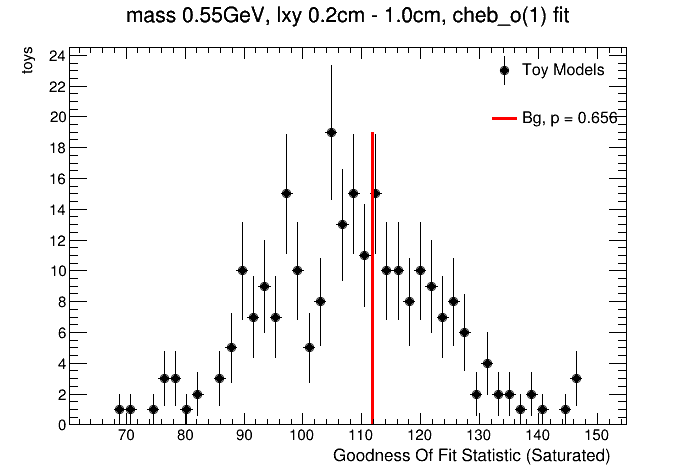 mass 0.55GeV, lxy 0.2cm - 1.0cm, cheb_o(1) fit
toys
24
22
20
18
16
14
12
10
8
6
4
2
0
Toy Models
Bg, p = 0.656
70 80 90 100 110 120 130 140 150
Goodness Of Fit Statistic (Saturated)